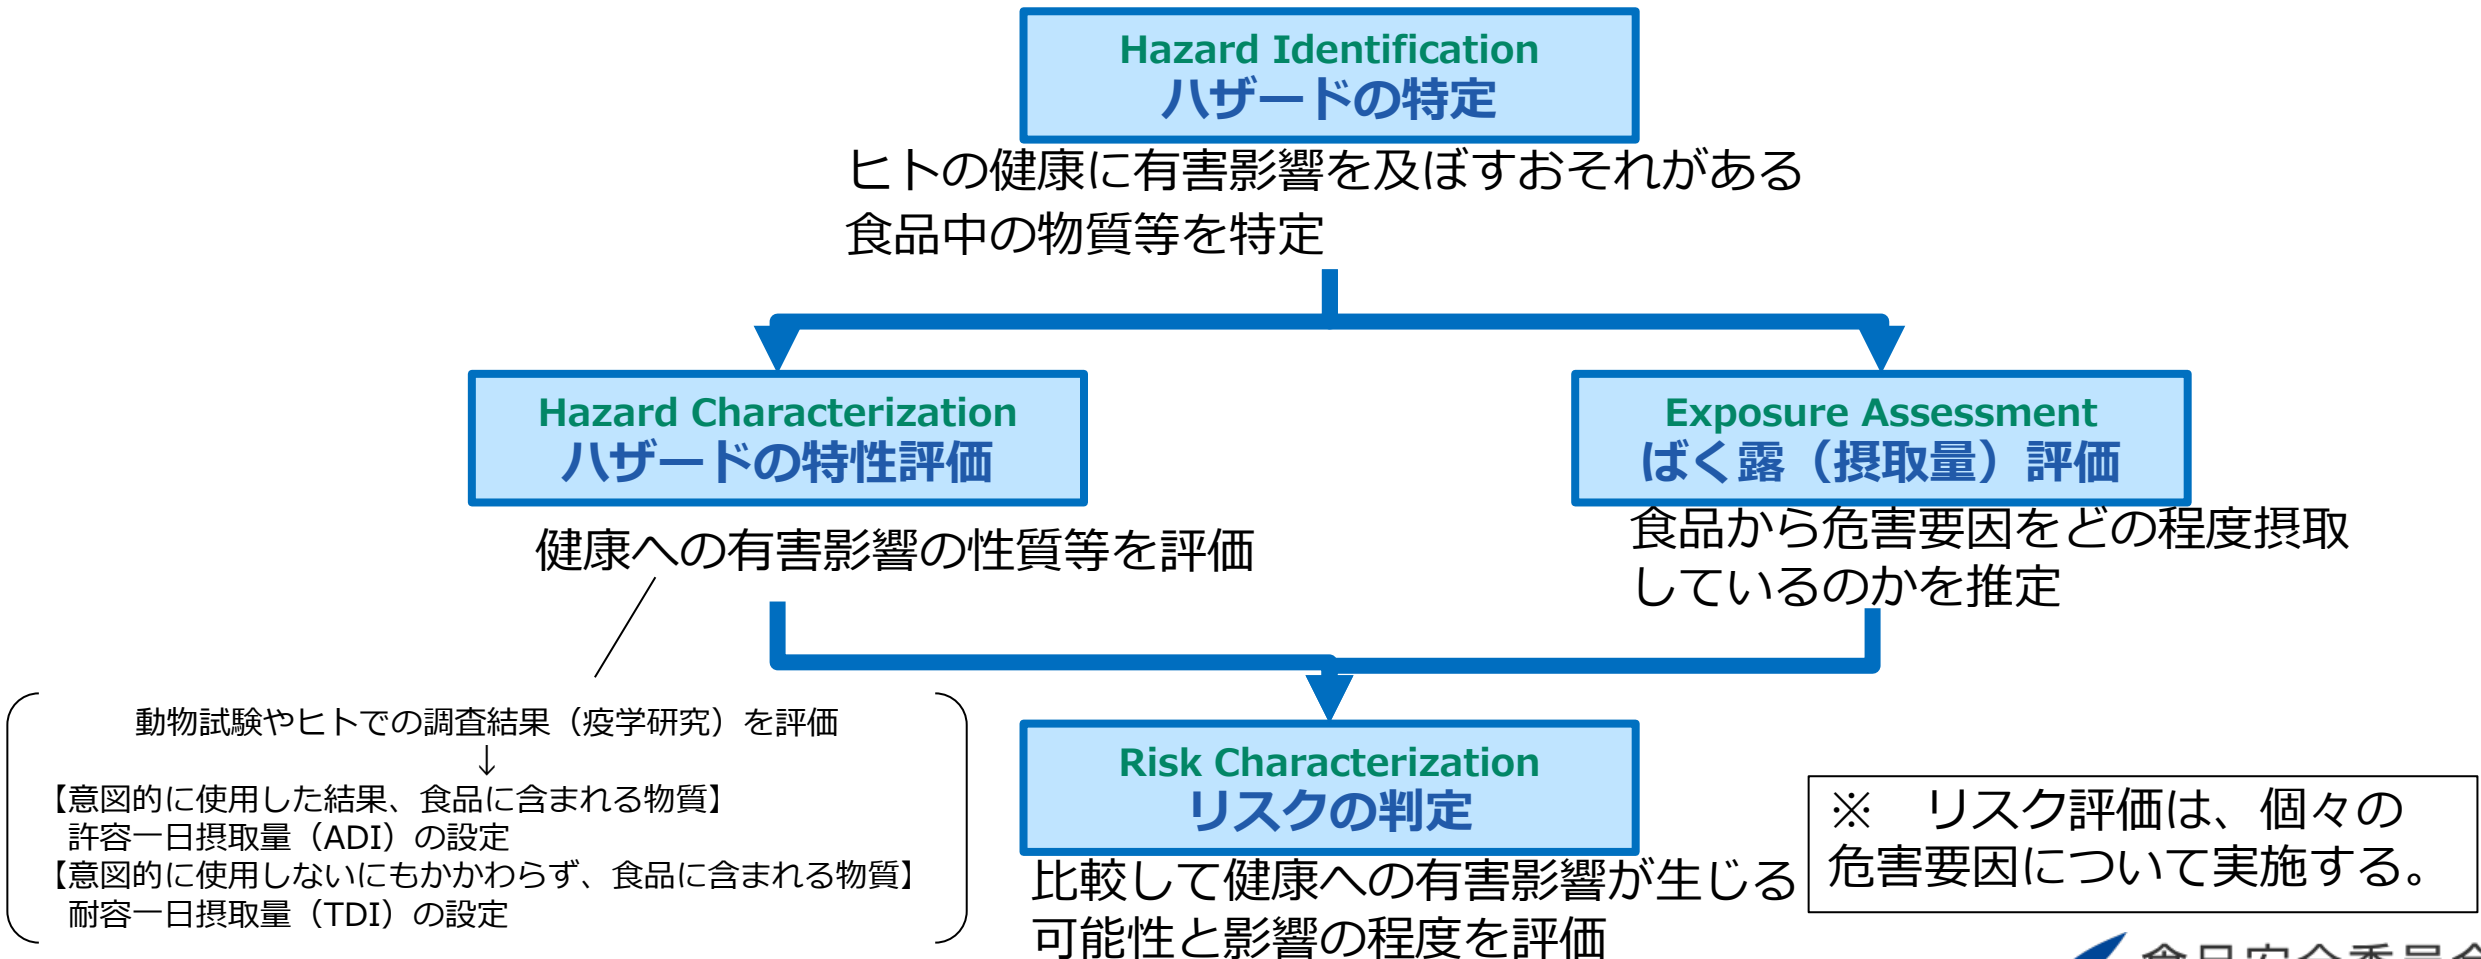 Hazard Identification
ハザードの特定
ヒトの健康に有害影響を及ぼすおそれがある
食品中の物質等を特定
Hazard Characterization
ハザードの特性評価
健康への有害影響の性質等を評価
Exposure Assessment
ばく露（摂取量）評価
食品から危害要因をどの程度摂取
しているのかを推定
動物試験やヒトでの調査結果（疫学研究）を評価
↓
【意図的に使用した結果、食品に含まれる物質】
許容一日摂取量（ADI）の設定
【意図的に使用しないにもかかわらず、食品に含まれる物質】
耐容一日摂取量（TDI）の設定
Risk Characterization
リスクの判定
比較して健康への有害影響が生じる
可能性と影響の程度を評価
※　リスク評価は、個々の
危害要因について実施する。
食品安全委員会